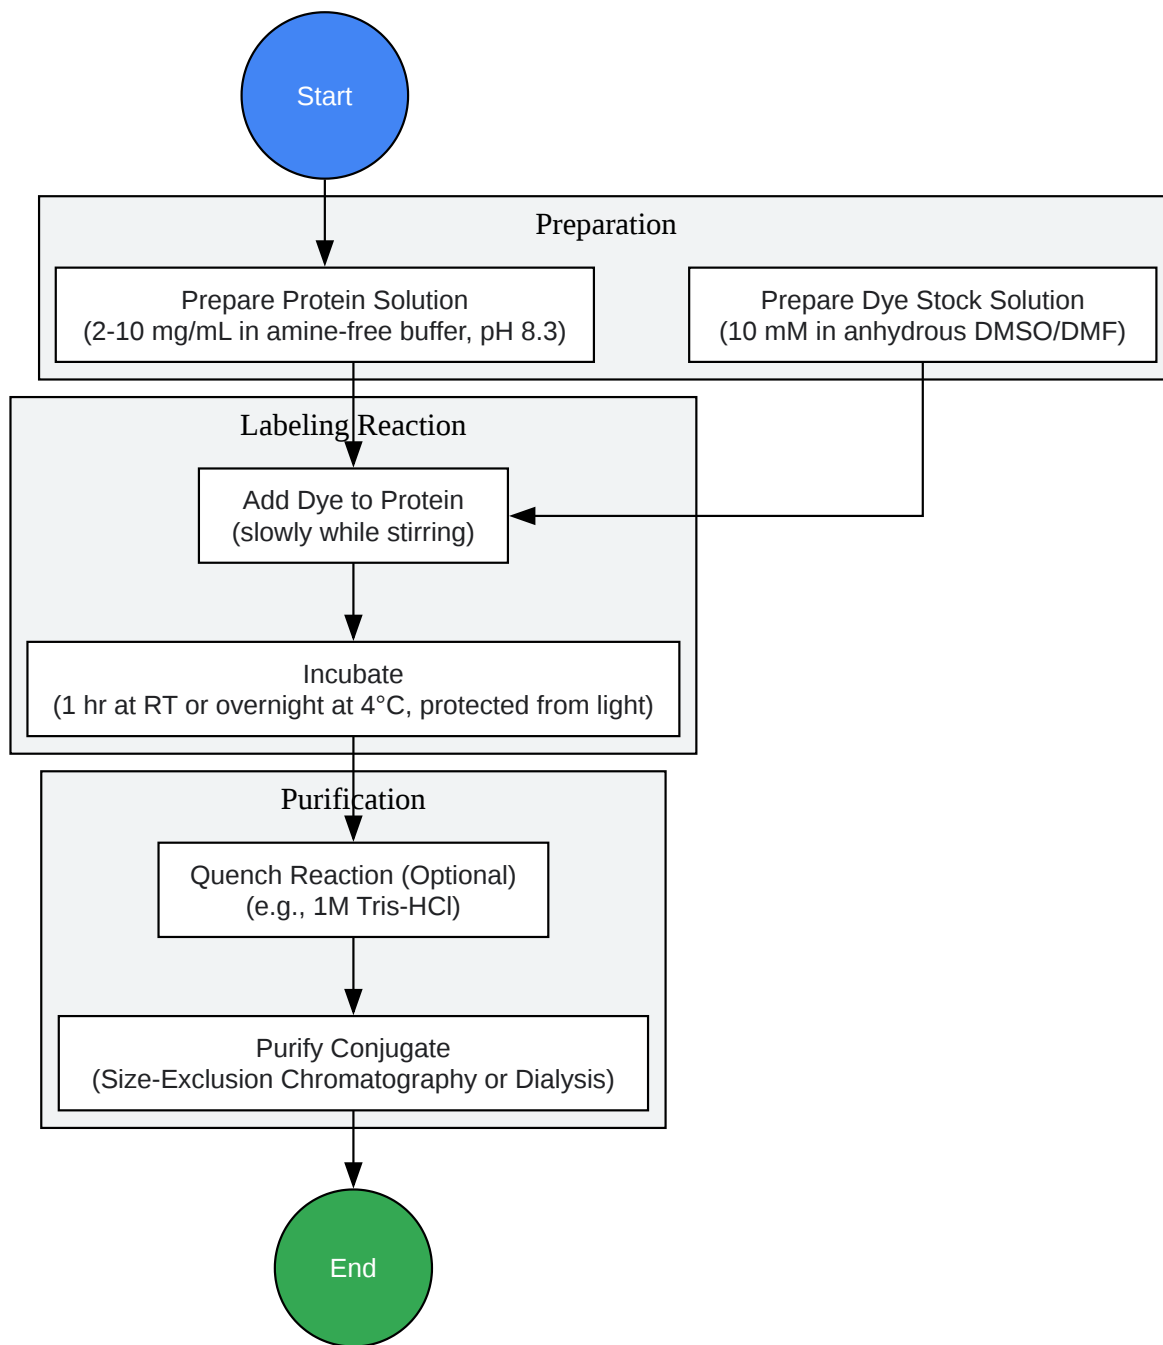 Start
Preparation
Prepare Protein Solution
(2-10 mg/mL in amine-free buffer, pH 8.3)
Prepare Dye Stock Solution
(10 mM in anhydrous DMSO/DMF)
Labeling Reaction
Add Dye to Protein
(slowly while stirring)
Incubate
(1 hr at RT or overnight at 4°C, protected from light)
Purification
Quench Reaction (Optional)
(e.g., 1M Tris-HCl)
Purify Conjugate
(Size-Exclusion Chromatography or Dialysis)
End